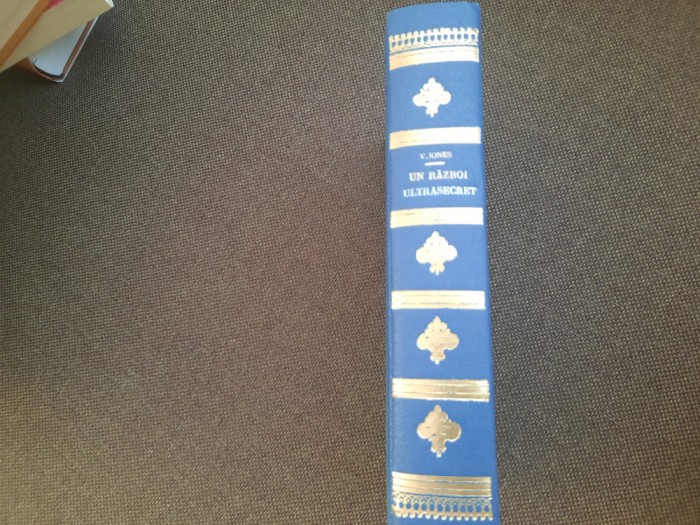 V. JONES
UN RĂZBOI
ULTRASECRET